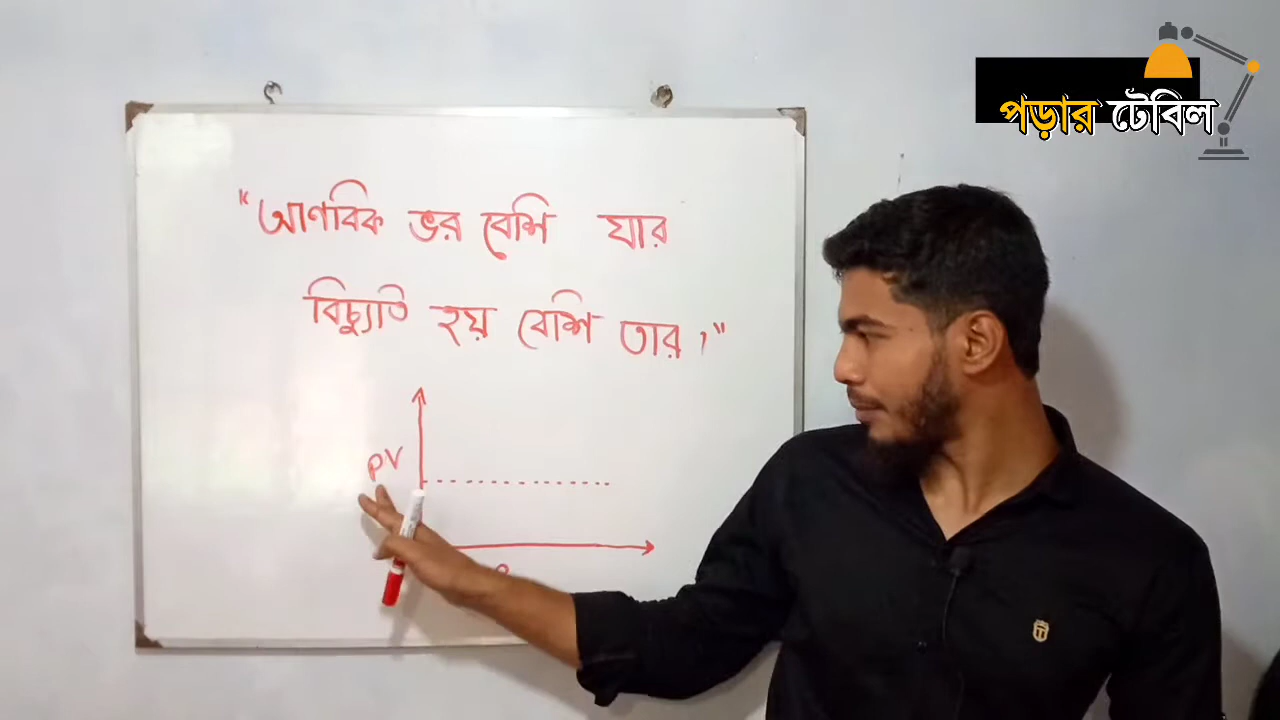 পড়ার টেবিল
"আণবিক ভর বেশি যার
বিচ্যুতি হয় বেশি তার।"
PV